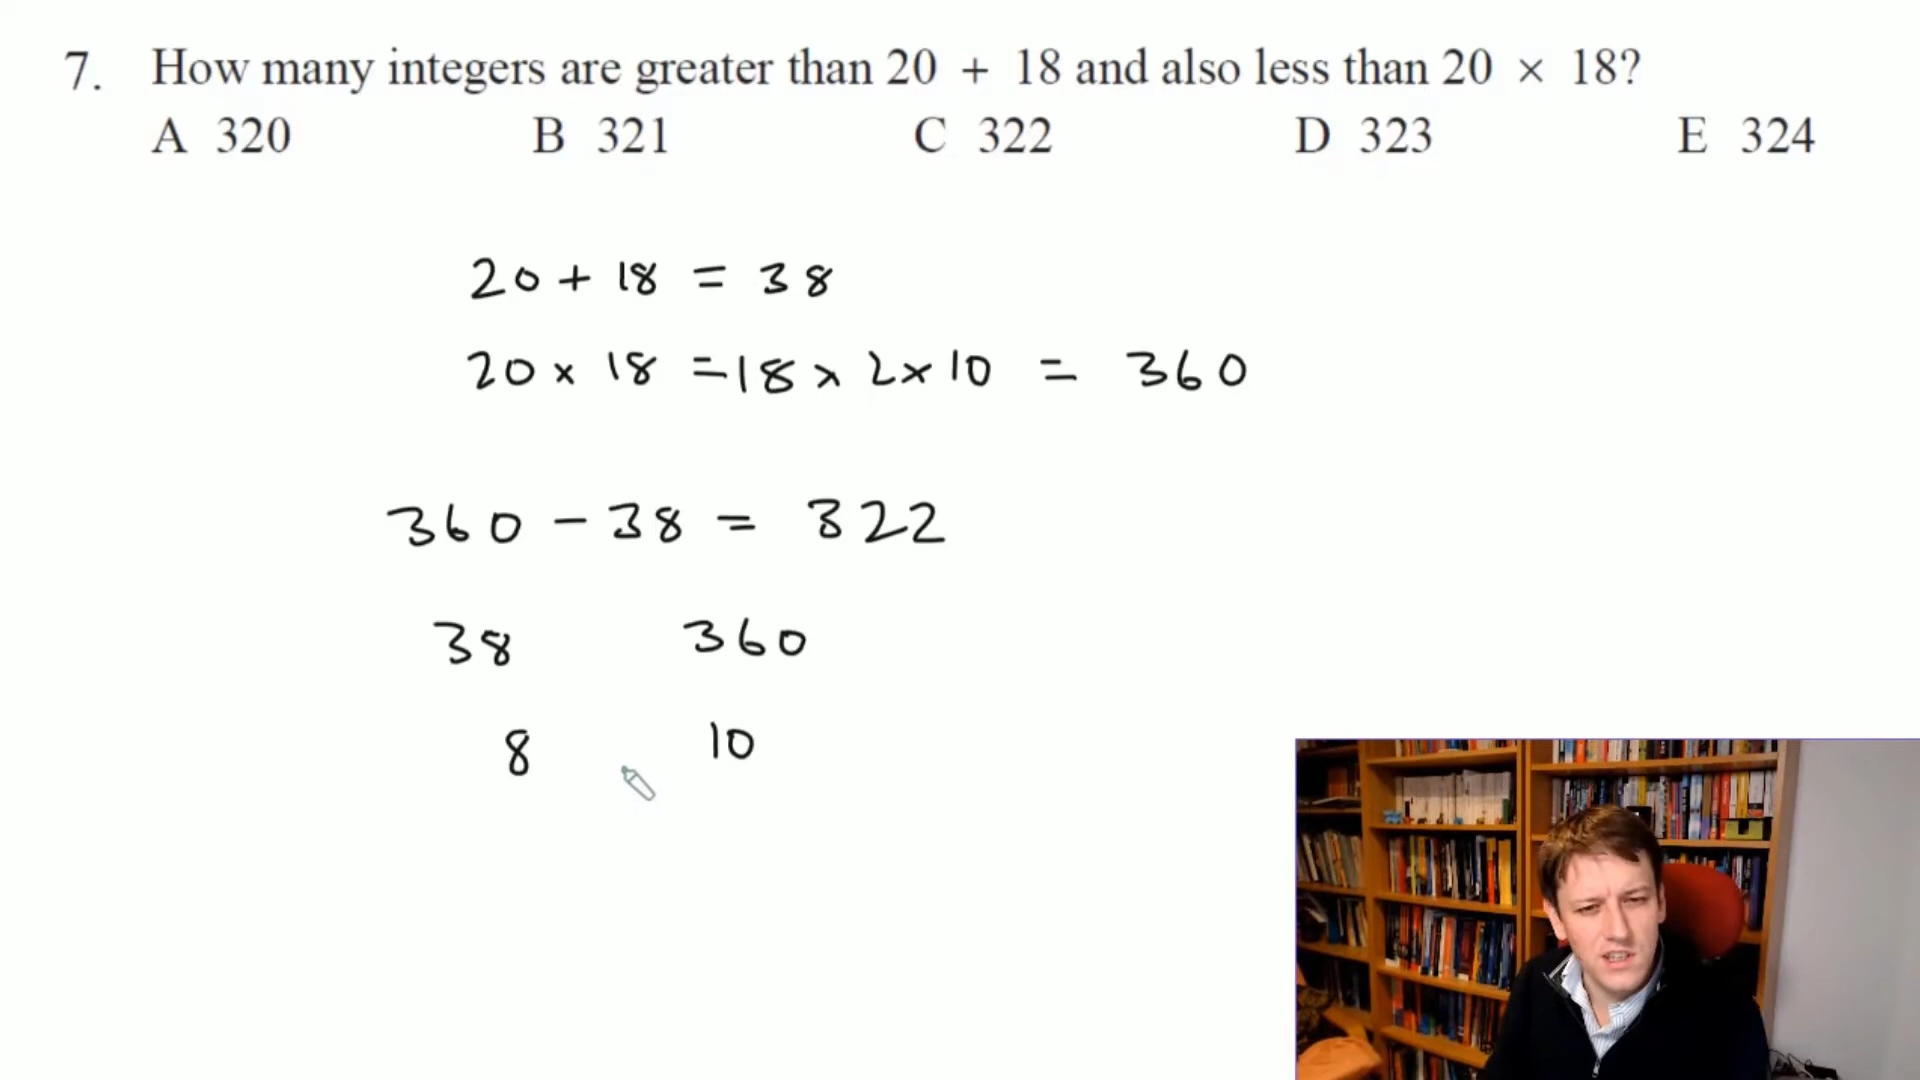 7. How many integers are greater than 20 + 18 and also less than 20 × 18?
A 320 B 321 C 322 D 323 E 324
20 + 18 = 38
20 × 18 = 18 × 2 × 10 = 360
360 - 38 = 322
38 360
8 10